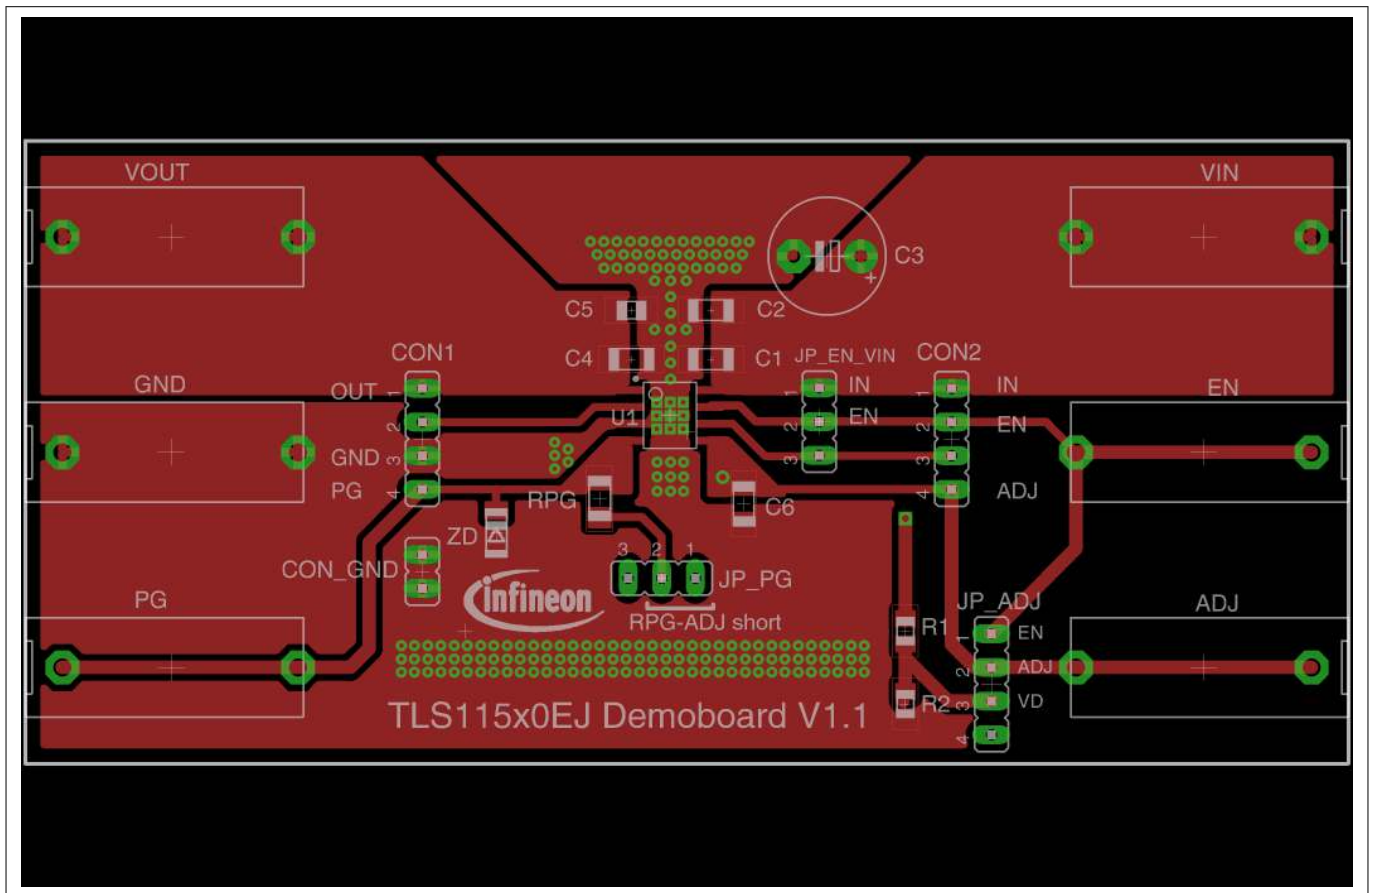 VOUT VIN
C3
C5 C2
CON1 C4 C1 JP_EN_VIN CON2
GND OUT 1 1 IN 1 IN EN
2 U1 2 EN 2 EN
GND 3 3 3
PG 4 RPG C6 4 ADJ
ZD
3 2 1
CON_GND JP_PG
infineon
PG RPG-ADJ short R1 JP_ADJ ADJ
1 EN
2 ADJ
R2 3 VD
TLS115x0EJ Demoboard V1.1
4